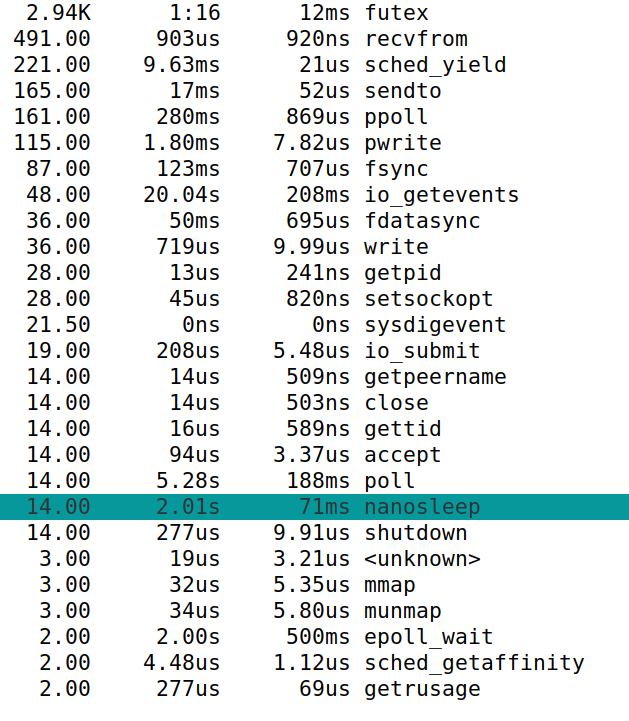 2.94K 1:16 12ms futex
491.00 903us 920ns recvfrom
221.00 9.63ms 21us sched_yield
165.00 17ms 52us sendto
161.00 280ms 869us ppoll
115.00 1.80ms 7.82us pwrite
87.00 123ms 707us fsync
48.00 20.04s 208ms io_getevents
36.00 50ms 695us fdatasync
36.00 719us 9.99us write
28.00 13us 241ns getpid
28.00 45us 820ns setsockopt
21.50 0ns 0ns sysdigevent
19.00 208us 5.48us io_submit
14.00 14us 509ns getpeername
14.00 14us 503ns close
14.00 16us 589ns gettid
14.00 94us 3.37us accept
14.00 5.28s 188ms poll
14.00 2.01s 71ms nanosleep
14.00 277us 9.91us shutdown
3.00 19us 3.21us <unknown>
3.00 32us 5.35us mmap
3.00 34us 5.80us munmap
2.00 2.00s 500ms epoll_wait
2.00 4.48us 1.12us sched_getaffinity
2.00 277us 69us getrusage